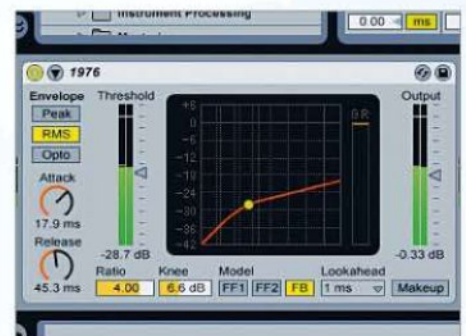 Instrument Processing
0.00 ms
1976
Envelope Threshold Output
Peak
RMS
Opto
Attack
17.9 ms
Release
45.3 ms
+6
0
-6
-12
-18
-24
-30
-36
-42
GR
-28.7 dB
-0.33 dB
Ratio Knee Model Lookahead
4.00 6.6 dB FF1 FF2 FB 1 ms Makeup